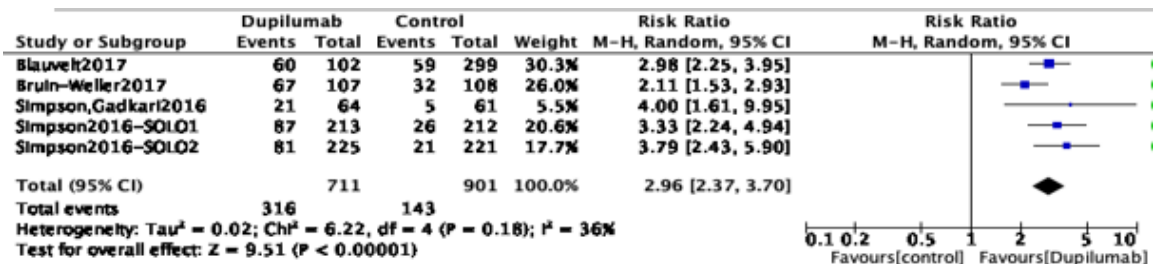 Dupilumab Control Risk Ratio Risk Ratio
Study or Subgroup Events Total Events Total Weight M-H, Random, 95% CI M-H, Random, 95% CI
Blauvelt2017 60 102 59 299 30.3% 2.98 [2.25, 3.95]
Bruin-Weller2017 67 107 32 108 26.0% 2.11 [1.53, 2.93]
Simpson,Gadkari2016 21 64 5 61 5.5% 4.00 [1.61, 9.95]
Simpson2016-SOLO1 87 213 26 212 20.6% 3.33 [2.24, 4.94]
Simpson2016-SOLO2 81 225 21 221 17.7% 3.79 [2.43, 5.90]
Total (95% CI) 711 901 100.0% 2.96 [2.37, 3.70]
Total events 316 143
Heterogeneity: Tau² = 0.02; Chi² = 6.22, df = 4 (P = 0.18); I² = 36%
Test for overall effect: Z = 9.51 (P < 0.00001)
0.1 0.2 0.5 1 2 5 10
Favours[control] Favours[Dupilumab]